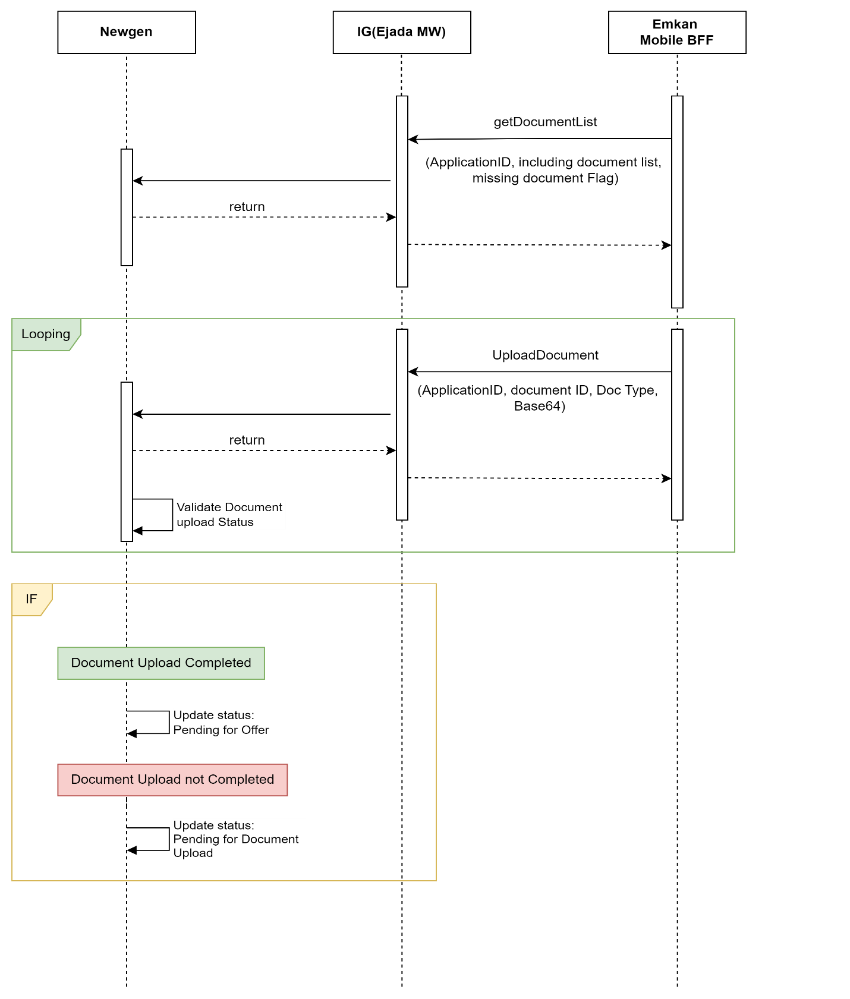 Newgen
IG(Ejada MW)
Emkan
Mobile BFF
getDocumentList
(ApplicationID, including document list,
missing document Flag)
return
Looping
UploadDocument
(ApplicationID, document ID, Doc Type,
Base64)
return
Validate Document
upload Status
IF
Document Upload Completed
Update status:
Pending for Offer
Document Upload not Completed
Update status:
Pending for Document
Upload